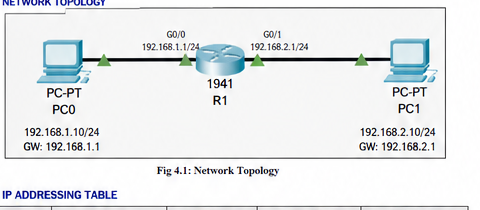 NETWORK TOPOLOGY
G0/0
192.168.1.1/24
G0/1
192.168.2.1/24
1941
R1
PC-PT
PC0
192.168.1.10/24
GW: 192.168.1.1
PC-PT
PC1
192.168.2.10/24
GW: 192.168.2.1
Fig 4.1: Network Topology
IP ADDRESSING TABLE